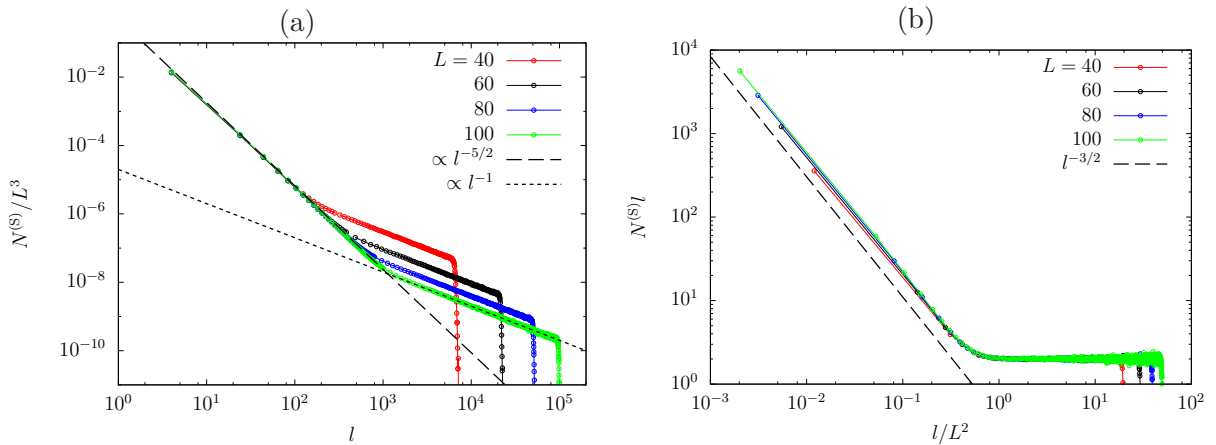 (a)
N^{(S)}/L^3
10^{-2}
10^{-4}
10^{-6}
10^{-8}
10^{-10}
L = 40
60
80
100
∝ l^{-5/2}
∝ l^{-1}
10^0 10^1 10^2 10^3 10^4 10^5
l
(b)
N^{(S)}l
10^4
10^3
10^2
10^1
10^0
L = 40
60
80
100
l^{-3/2}
10^{-3} 10^{-2} 10^{-1} 10^0 10^1 10^2
l/L^2